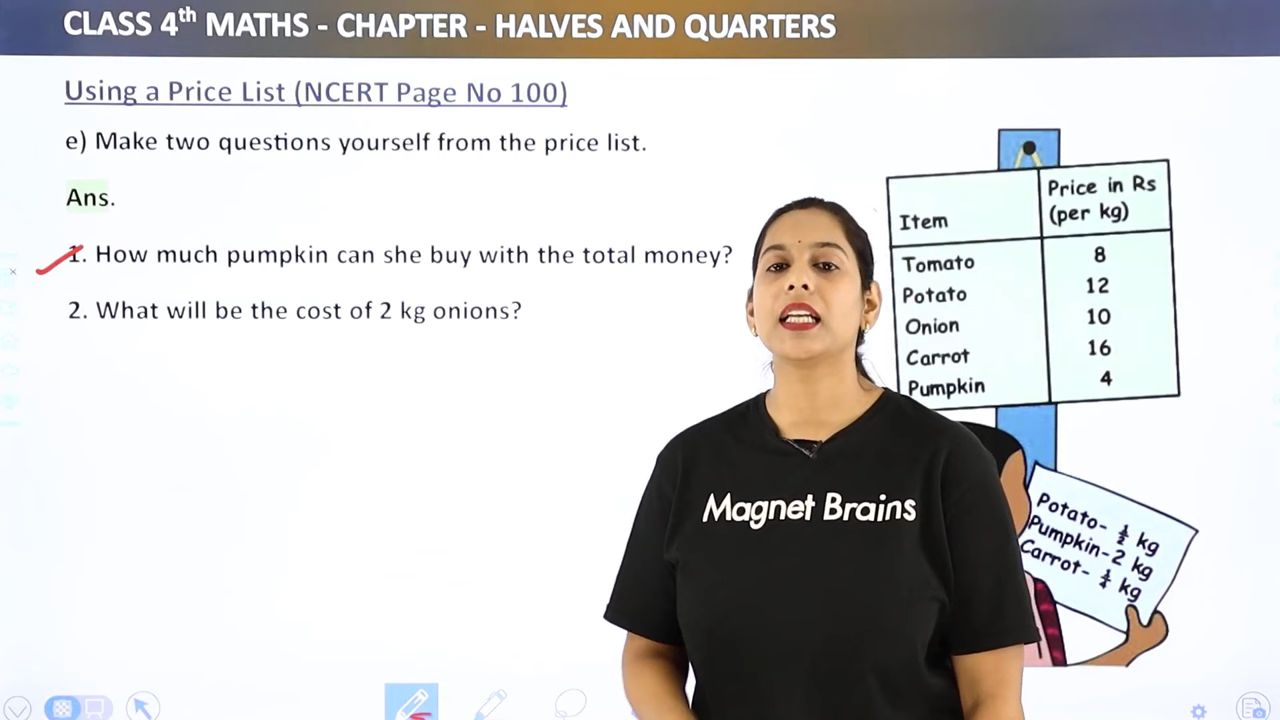 CLASS 4th MATHS - CHAPTER - HALVES AND QUARTERS
Using a Price List (NCERT Page No 100)
e) Make two questions yourself from the price list.
Ans.
1. How much pumpkin can she buy with the total money?
2. What will be the cost of 2 kg onions?
Item Price in Rs (per kg)
Tomato 8
Potato 12
Onion 10
Carrot 16
Pumpkin 4
Potato- 1/2 kg
Pumpkin-2 kg
Carrot- 1/4 kg
Magnet Brains